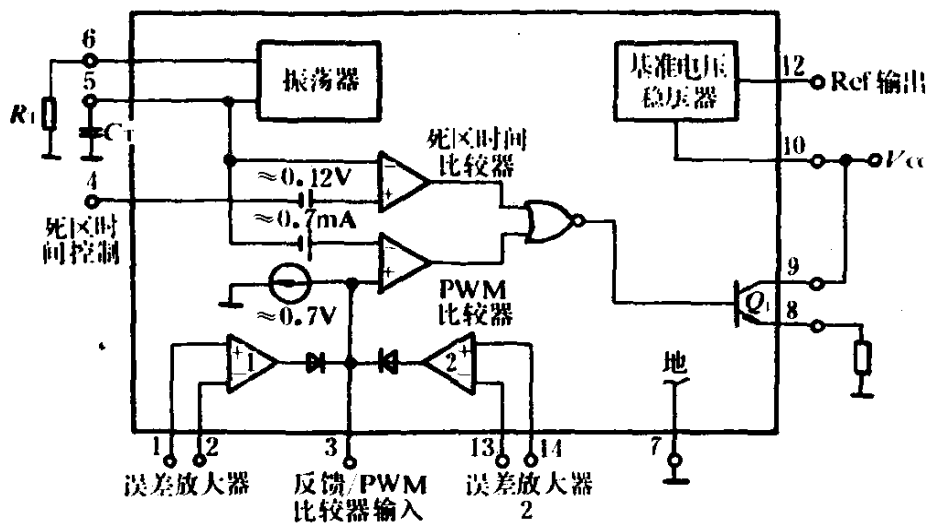 6
振荡器
基准电压
稳压器
12
Ref 输出
5
R₁
C_T
10
V_CC
死区时间
比较器
4
≈0.12V
死区时
间控制
≈0.7mA
PWM
比较器
≈0.7V
9
Q₁
8
1
2
地
1
2
3
13
14
7
误差放大器
反馈/PWM
比较器输入
误差放大器
2